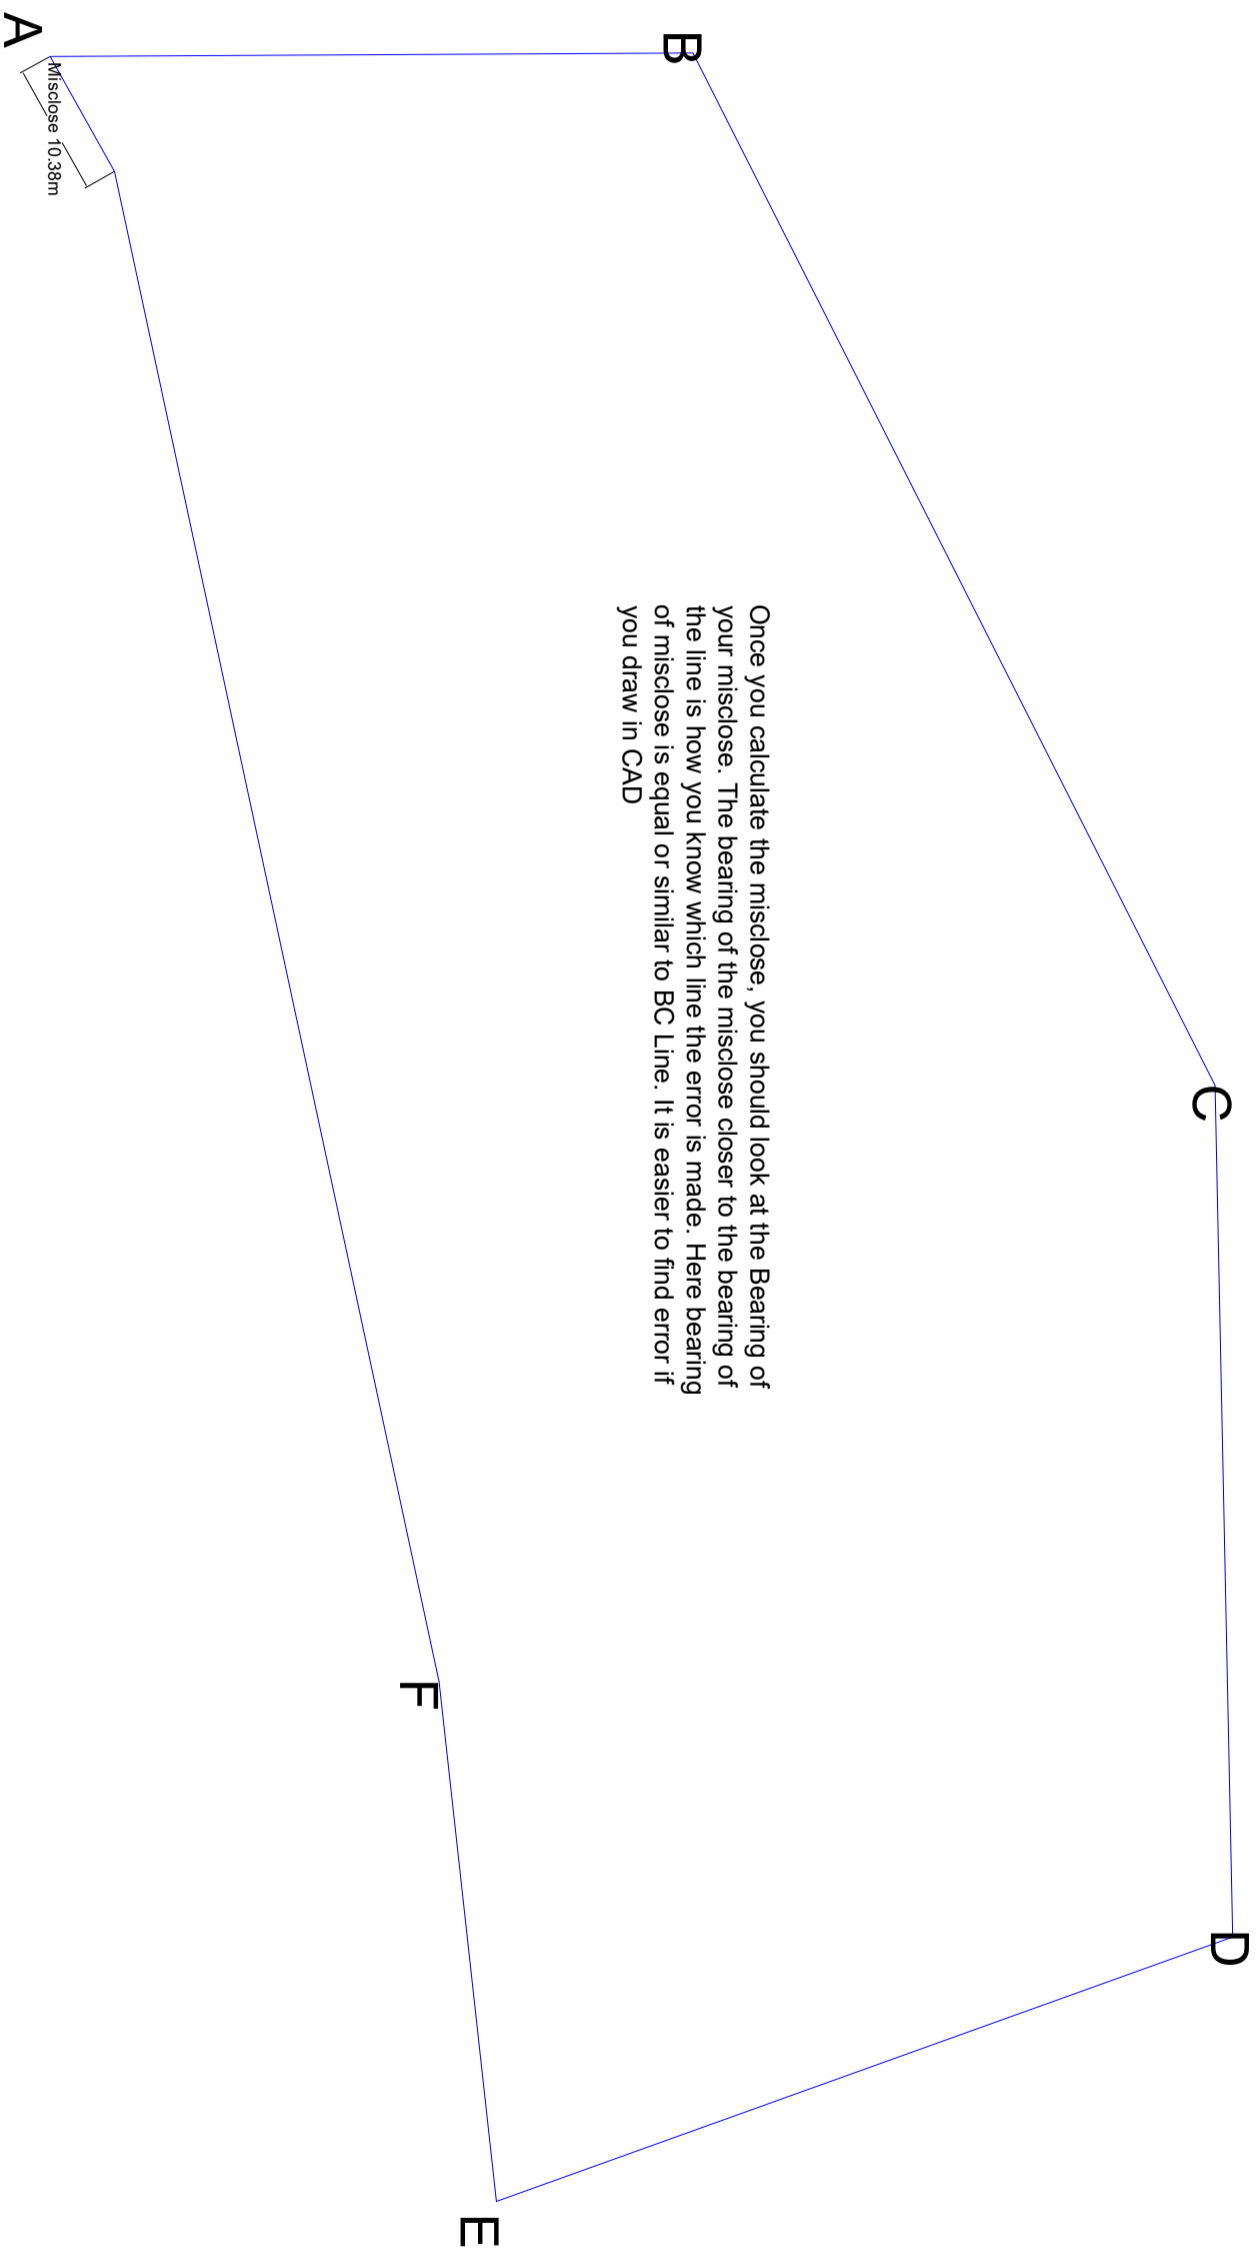 A
B
C
D
E
F
Misclose 10.38m
Once you calculate the misclose, you should look at the Bearing of
your misclose. The bearing of the misclose closer to the bearing of
the line is how you know which line the error is made. Here bearing
of misclose is equal or similar to BC Line. It is easier to find error if
you draw in CAD